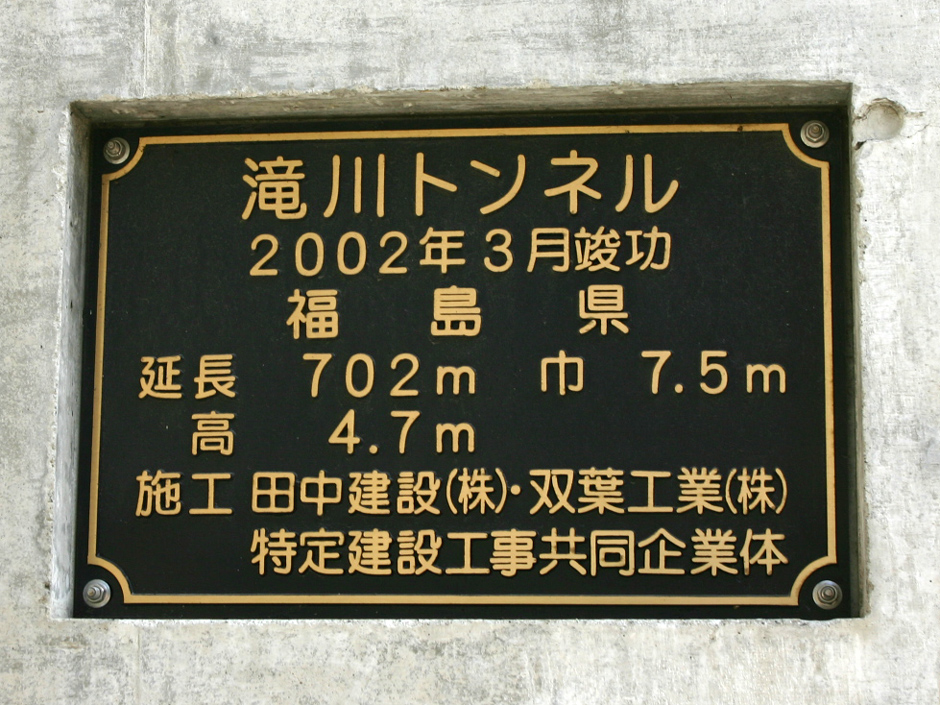 滝川トンネル
2002年3月竣功
福島県
延長 702m 巾 7.5m
高 4.7m
施工 田中建設(株)・双葉工業(株)
特定建設工事共同企業体